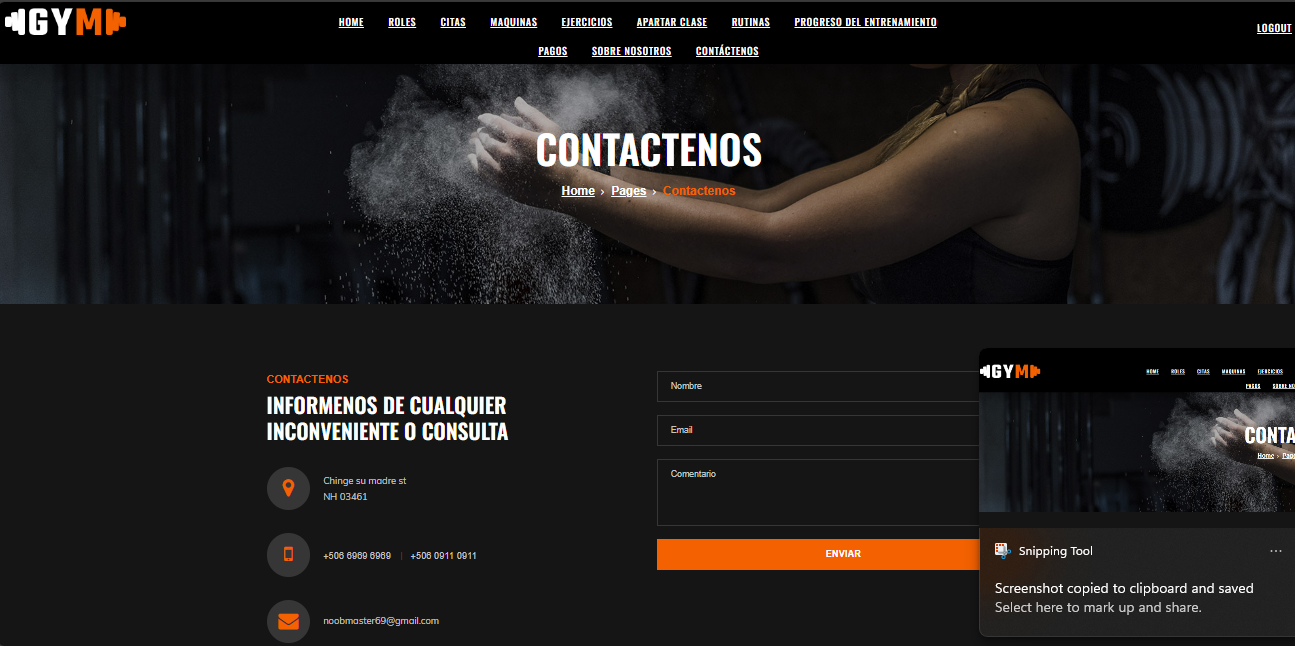 GYM
HOME ROLES CITAS MAQUINAS EJERCICIOS APARTAR CLASE RUTINAS PROGRESO DEL ENTRENAMIENTO
PAGOS SOBRE NOSOTROS CONTÁCTENOS
LOGOUT
CONTACTENOS
Home › Pages › Contactenos
CONTACTENOS
INFORMENOS DE CUALQUIER
INCONVENIENTE O CONSULTA
Chinge su madre st
NH 03461
+506 6969 6969 | +506 0911 0911
noobmaster69@gmail.com
Nombre
Email
Comentario
ENVIAR
GYM
HOME ROLES CITAS MAQUINAS EJERCICIOS
PAGOS SOBRE NO
CONTA
Home › Pag
Snipping Tool ···
Screenshot copied to clipboard and saved
Select here to mark up and share.